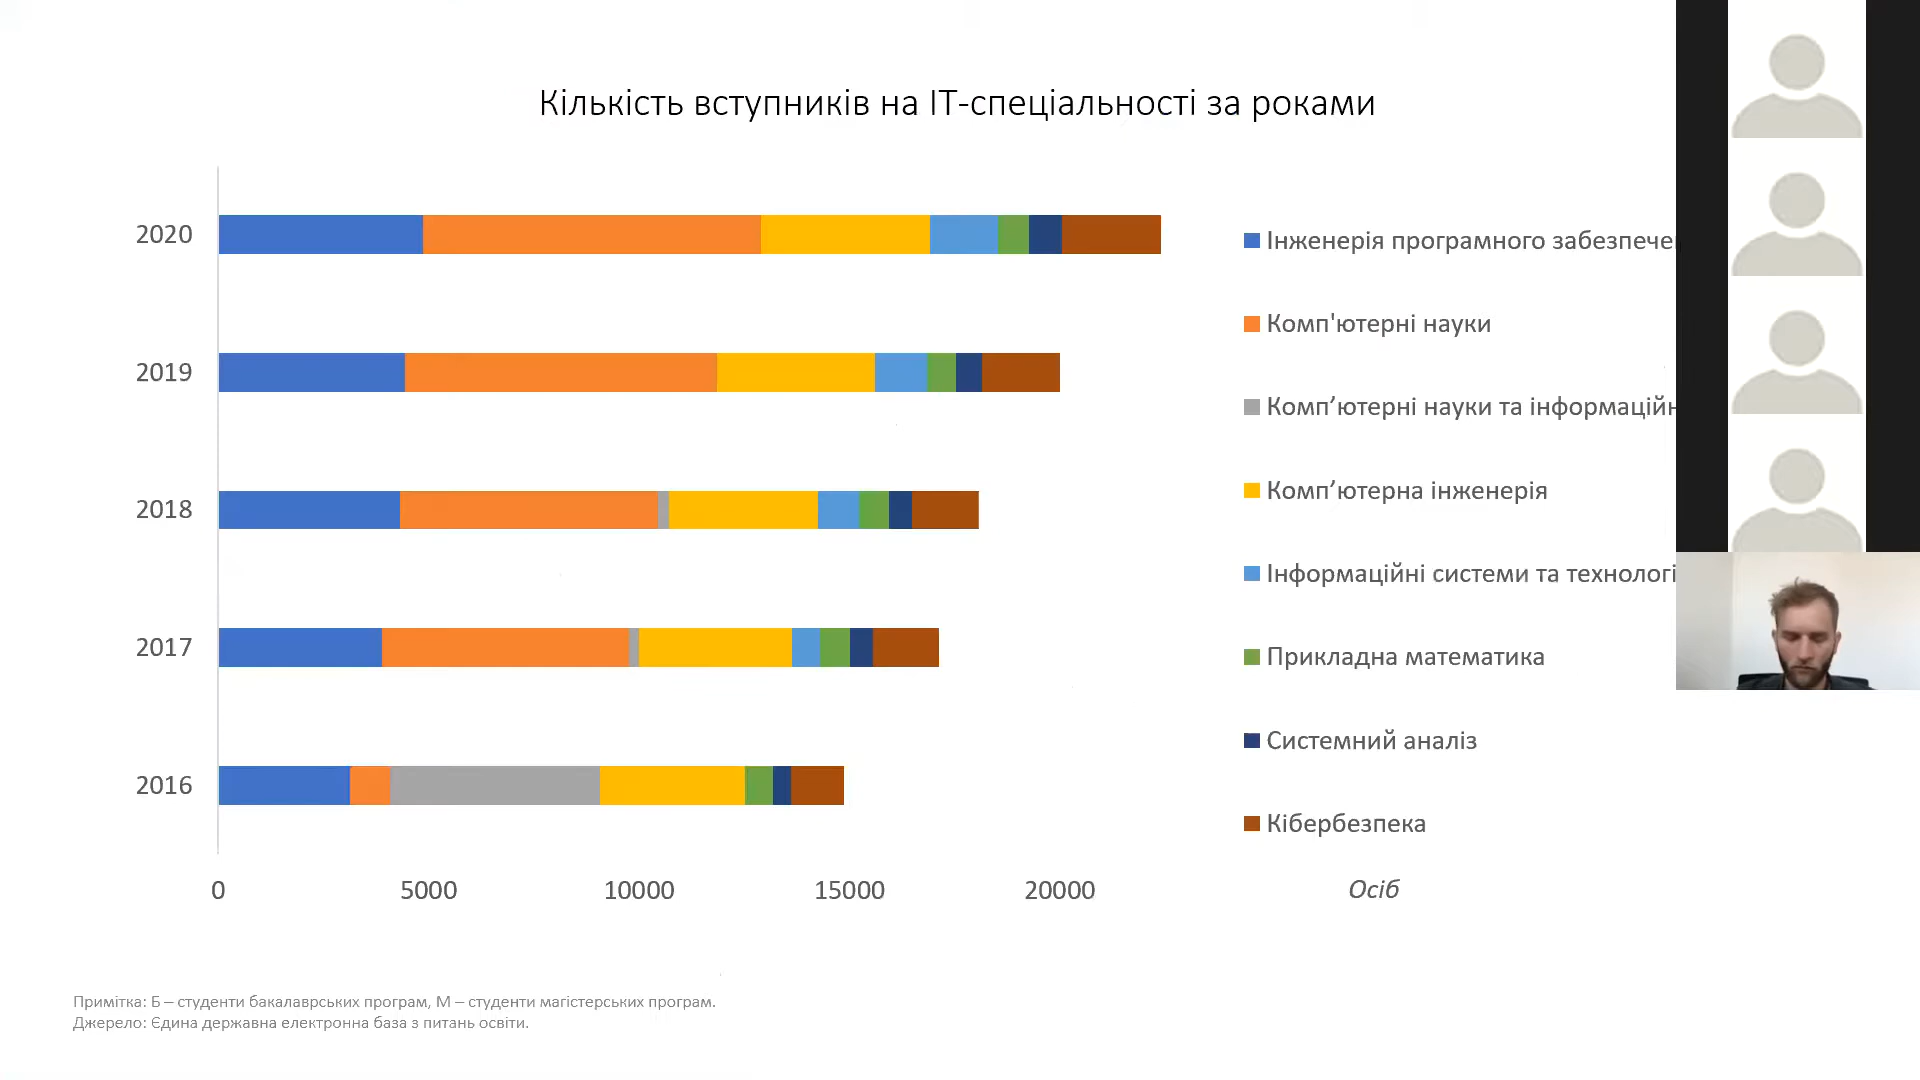 Кількість вступників на ІТ-спеціальності за роками
2020
2019
2018
2017
2016
0 5000 10000 15000 20000
Осіб
Інженерія програмного забезпече
Комп'ютерні науки
Комп’ютерні науки та інформаційн
Комп’ютерна інженерія
Інформаційні системи та технологі
Прикладна математика
Системний аналіз
Кібербезпека
Примітка: Б – студенти бакалаврських програм, М – студенти магістерських програм.
Джерело: Єдина державна електронна база з питань освіти.